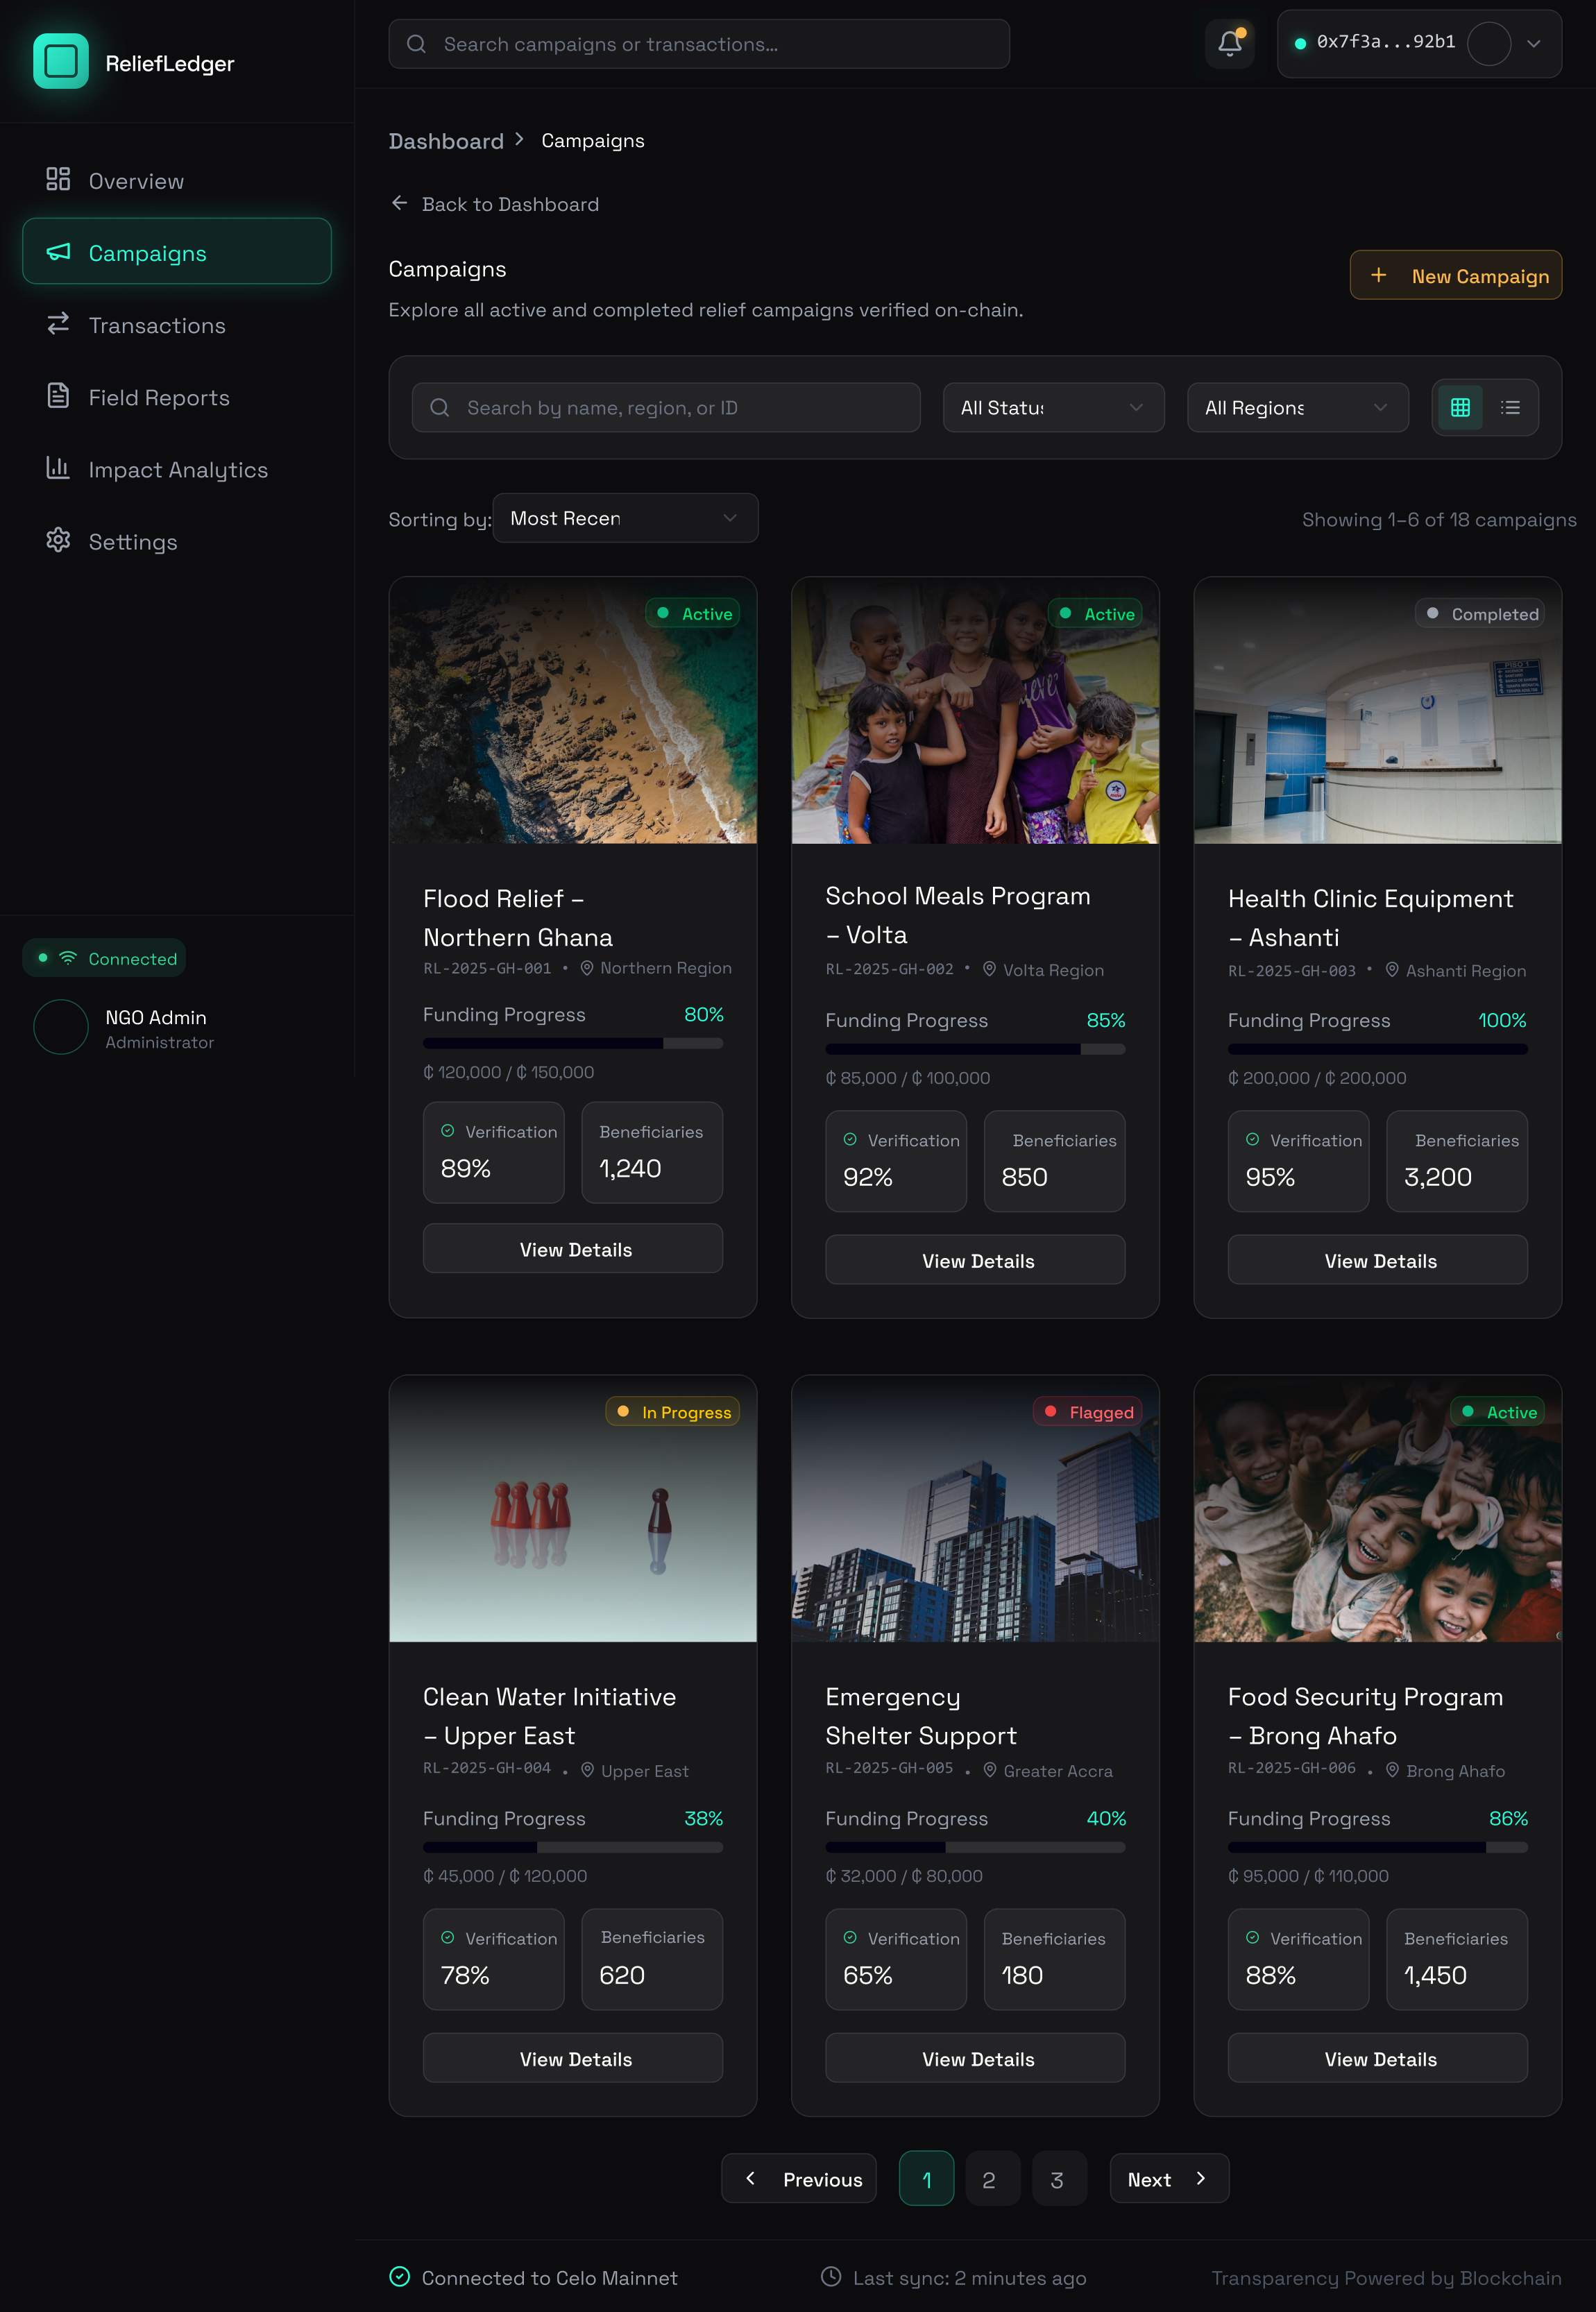 ReliefLedger
Search campaigns or transactions...
0x7f3a...92b1
Overview
Campaigns
Transactions
Field Reports
Impact Analytics
Settings
Connected
NGO Admin
Administrator
Dashboard
Campaigns
Back to Dashboard
Campaigns
Explore all active and completed relief campaigns verified on-chain.
New Campaign
Search by name, region, or ID
All Status
All Regions
Sorting by:
Most Recen
Showing 1–6 of 18 campaigns
Active
Flood Relief –
Northern Ghana
RL-2025-GH-001 • Northern Region
Funding Progress 80%
₵ 120,000 / ₵ 150,000
Verification
89%
Beneficiaries
1,240
View Details
Active
School Meals Program
– Volta
RL-2025-GH-002 • Volta Region
Funding Progress 85%
₵ 85,000 / ₵ 100,000
Verification
92%
Beneficiaries
850
View Details
Completed
PISO 1
Health Clinic Equipment
– Ashanti
RL-2025-GH-003 • Ashanti Region
Funding Progress 100%
₵ 200,000 / ₵ 200,000
Verification
95%
Beneficiaries
3,200
View Details
In Progress
Clean Water Initiative
– Upper East
RL-2025-GH-004 • Upper East
Funding Progress 38%
₵ 45,000 / ₵ 120,000
Verification
78%
Beneficiaries
620
View Details
Flagged
Emergency
Shelter Support
RL-2025-GH-005 • Greater Accra
Funding Progress 40%
₵ 32,000 / ₵ 80,000
Verification
65%
Beneficiaries
180
View Details
Active
Food Security Program
– Brong Ahafo
RL-2025-GH-006 • Brong Ahafo
Funding Progress 86%
₵ 95,000 / ₵ 110,000
Verification
88%
Beneficiaries
1,450
View Details
Previous
1
2
3
Next
Connected to Celo Mainnet
Last sync: 2 minutes ago
Transparency Powered by Blockchain